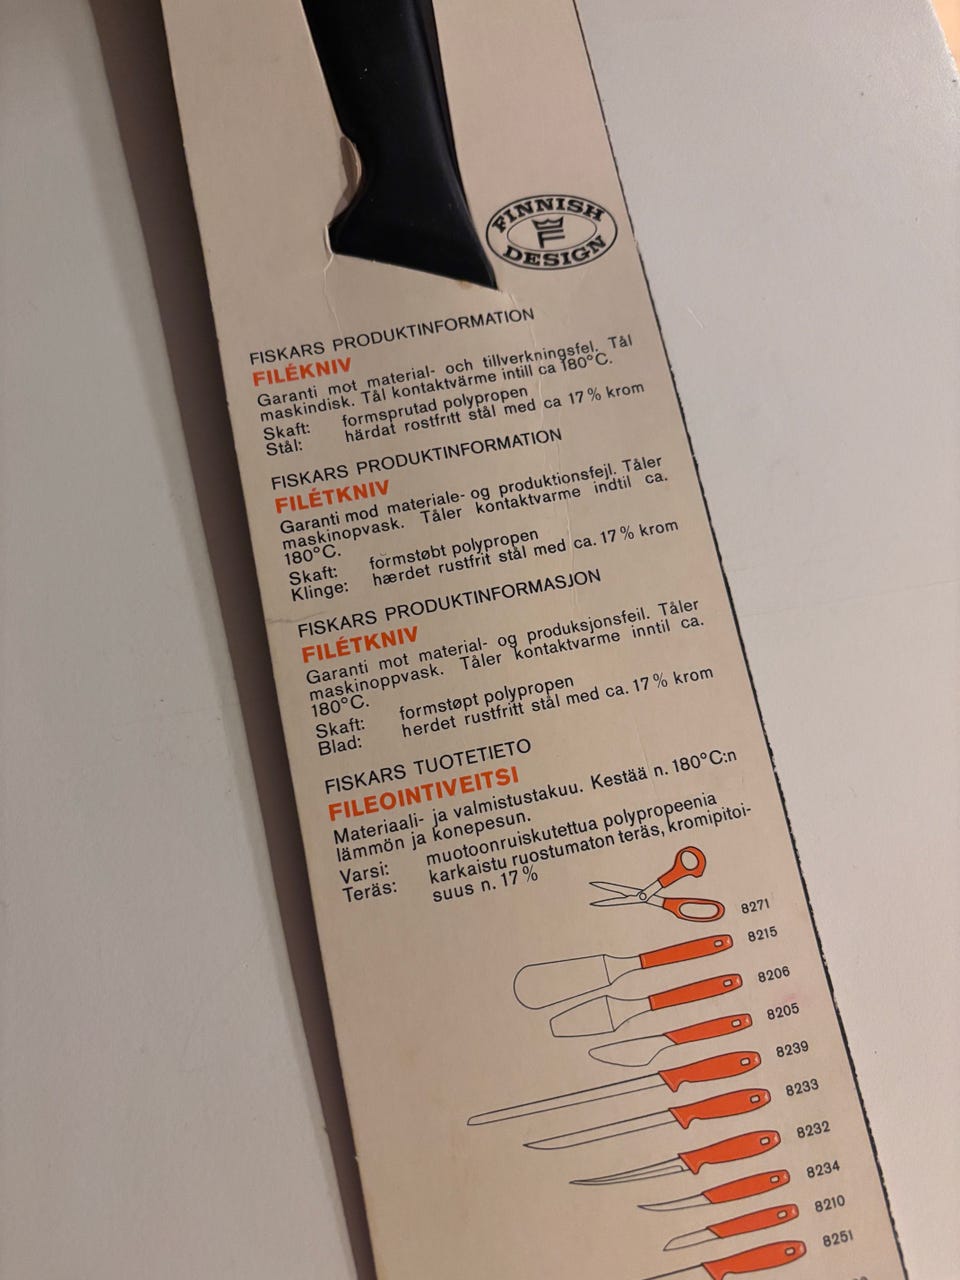 FINNISH
F
DESIGN
FISKARS PRODUKTINFORMATION
FILÉKNIV
Garanti mot material- och tillverkningsfel. Tål
maskindisk. Tål kontaktvärme intill ca 180°C.
Skaft: formsprutad polypropen
Stål: härdat rostfritt stål med ca 17% krom
FISKARS PRODUKTINFORMATION
FILÉTKNIV
Garanti mod materiale- og produktionsfejl. Tåler
maskinopvask. Tåler kontaktvarme indtil ca.
180°C.
Skaft: formstøbt polypropen
Klinge: hærdet rustfrit stål med ca. 17% krom
FISKARS PRODUKTINFORMASJON
FILÉTKNIV
Garanti mot material- og produksjonsfeil. Tåler
maskinoppvask. Tåler kontaktvarme inntil ca.
180°C.
Skaft: formstøpt polypropen
Blad: herdet rustfritt stål med ca. 17% krom
FISKARS TUOTETIETO
FILEOINTIVEITSI
Materiaali- ja valmistustakuu. Kestää n. 180°C:n
lämmön ja konepesun.
Varsi: muotoonruiskutettua polypropeenia
Teräs: karkaistu ruostumaton teräs, kromipitoi-
suus n. 17%
8271
8215
8206
8205
8239
8233
8232
8234
8210
8251